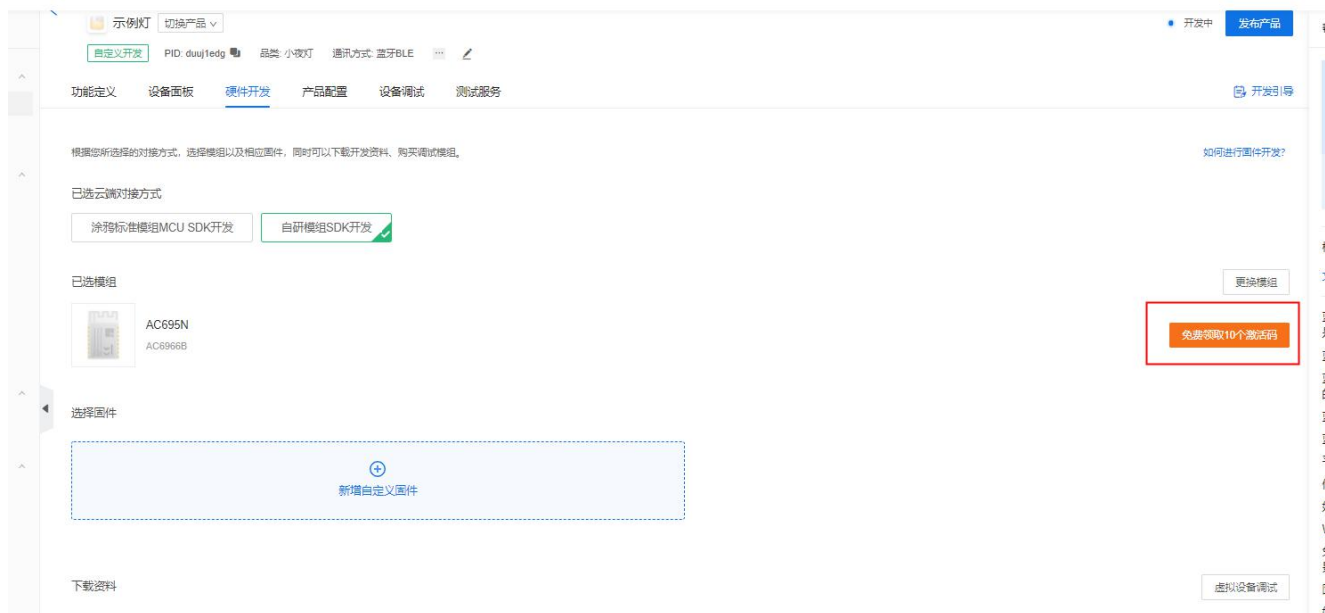 示例灯 切换产品 开发中 发布产品
自定义开发 PID: duuj1edg 品类: 小夜灯 通讯方式: 蓝牙BLE ...
功能定义 设备面板 硬件开发 产品配置 设备调试 测试服务 开发引导
根据您所选择的对接方式，选择模组以及相应固件，同时可以下载开发资料、购买调试模组。 如何进行固件开发?
已选云端对接方式
涂鸦标准模组MCU SDK开发 自研模组SDK开发
已选模组 更换模组
AC695N
AC6966B
免费领取10个激活码
选择固件
新增自定义固件
下载资料 虚拟设备调试